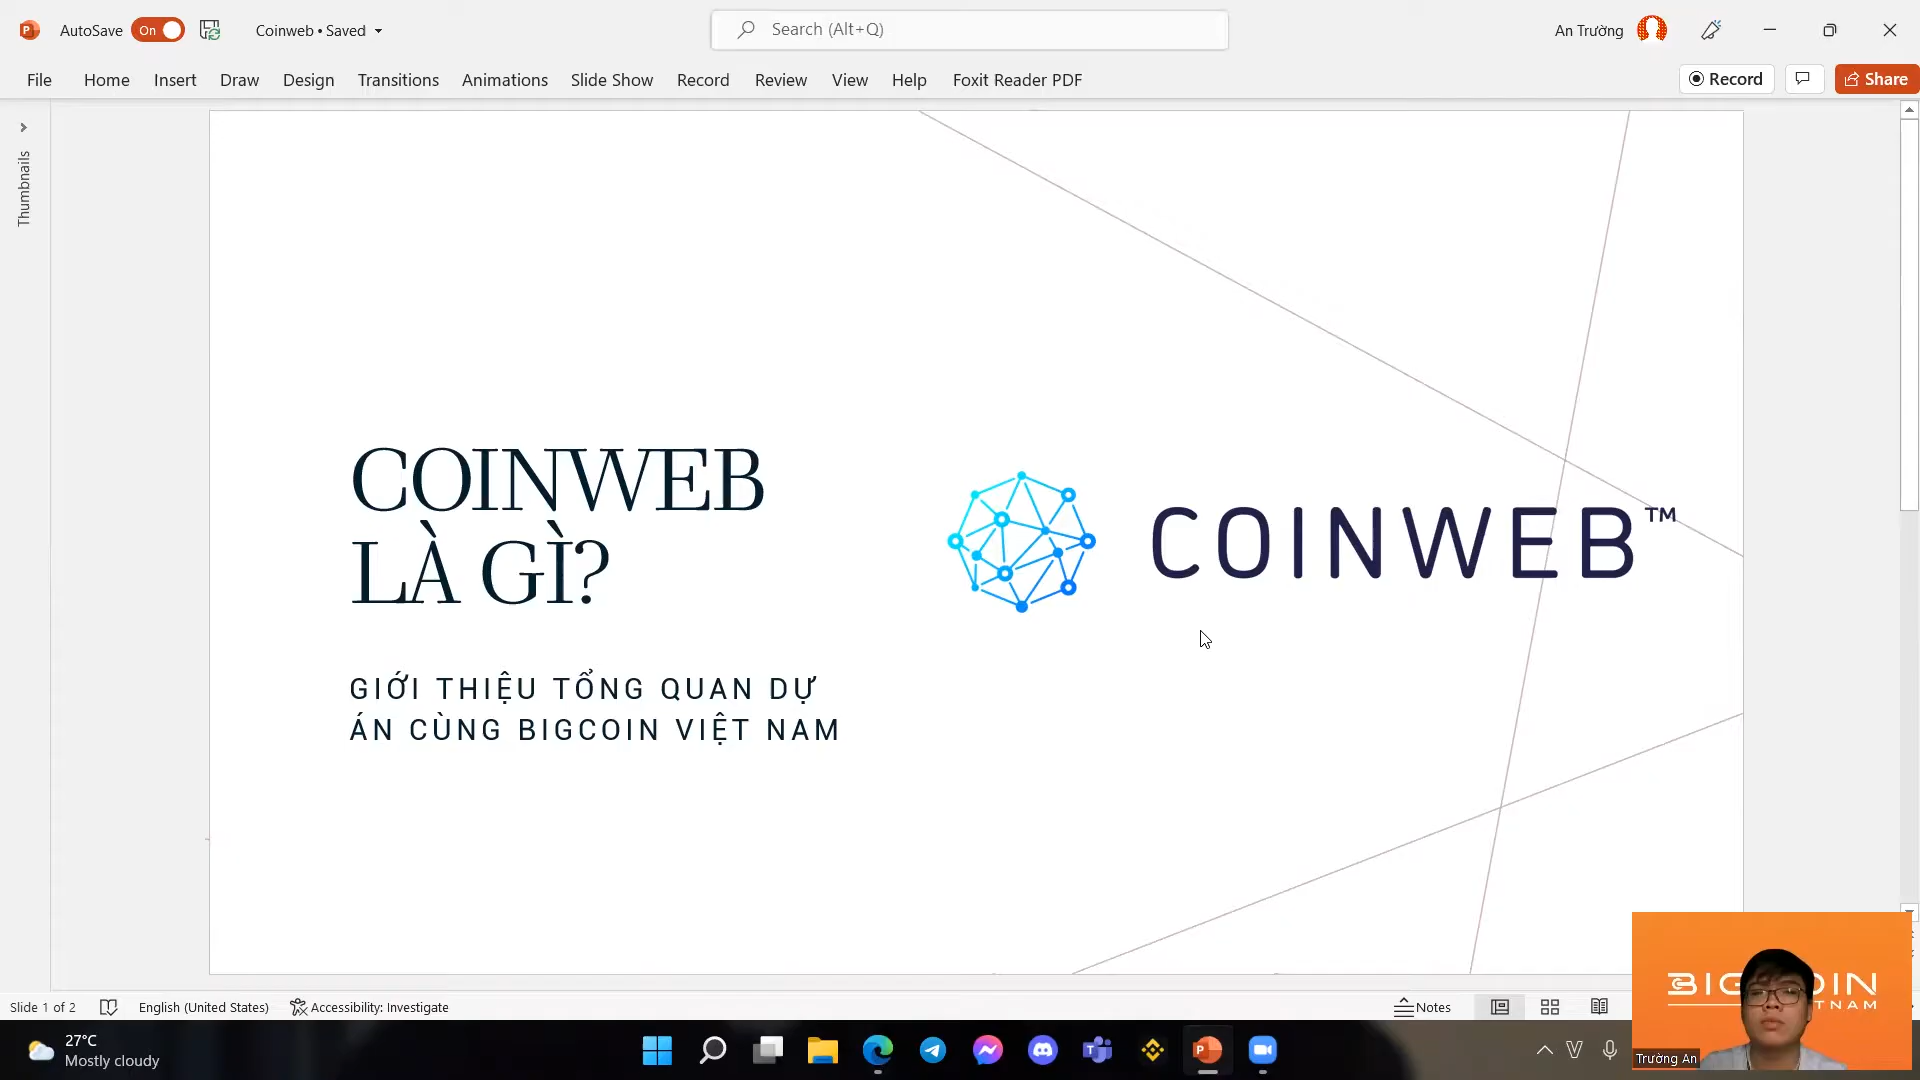 AutoSave On Coinweb • Saved Search (Alt+Q) An Trường
File Home Insert Draw Design Transitions Animations Slide Show Record Review View Help Foxit Reader PDF Record Share
Thumbnails
COINWEB
LÀ GÌ?
COINWEB™
GIỚI THIỆU TỔNG QUAN DỰ
ÁN CÙNG BIGCOIN VIỆT NAM
Slide 1 of 2 English (United States) Accessibility: Investigate Notes
27°C
Mostly cloudy
Trường An